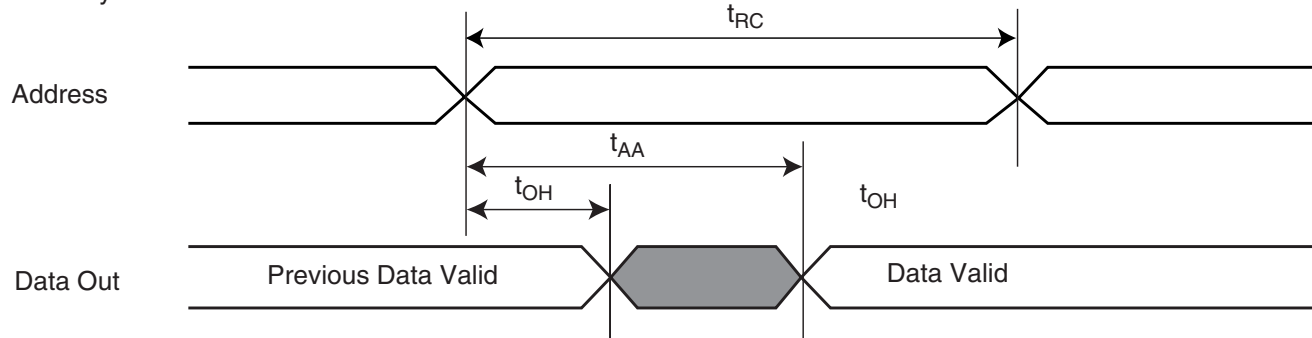 tRC
Address
tAA
tOH
tOH
Data Out
Previous Data Valid
Data Valid